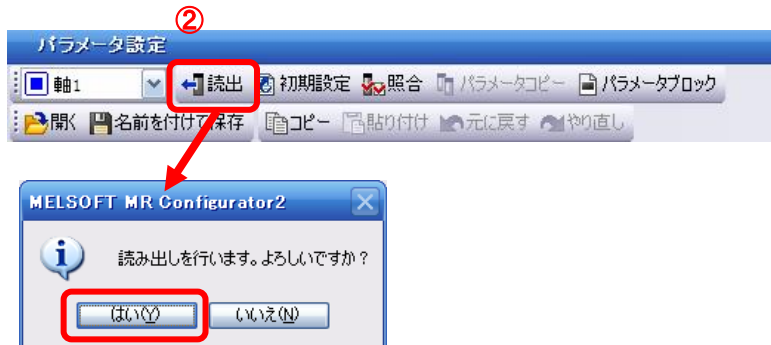 ②
パラメータ設定
軸1 読出 初期設定 照合 パラメータコピー パラメータブロック
開く 名前を付けて保存 コピー 貼り付け 元に戻す やり直し
MELSOFT MR Configurator2
読み出しを行います。よろしいですか?
はい(Y) いいえ(N)